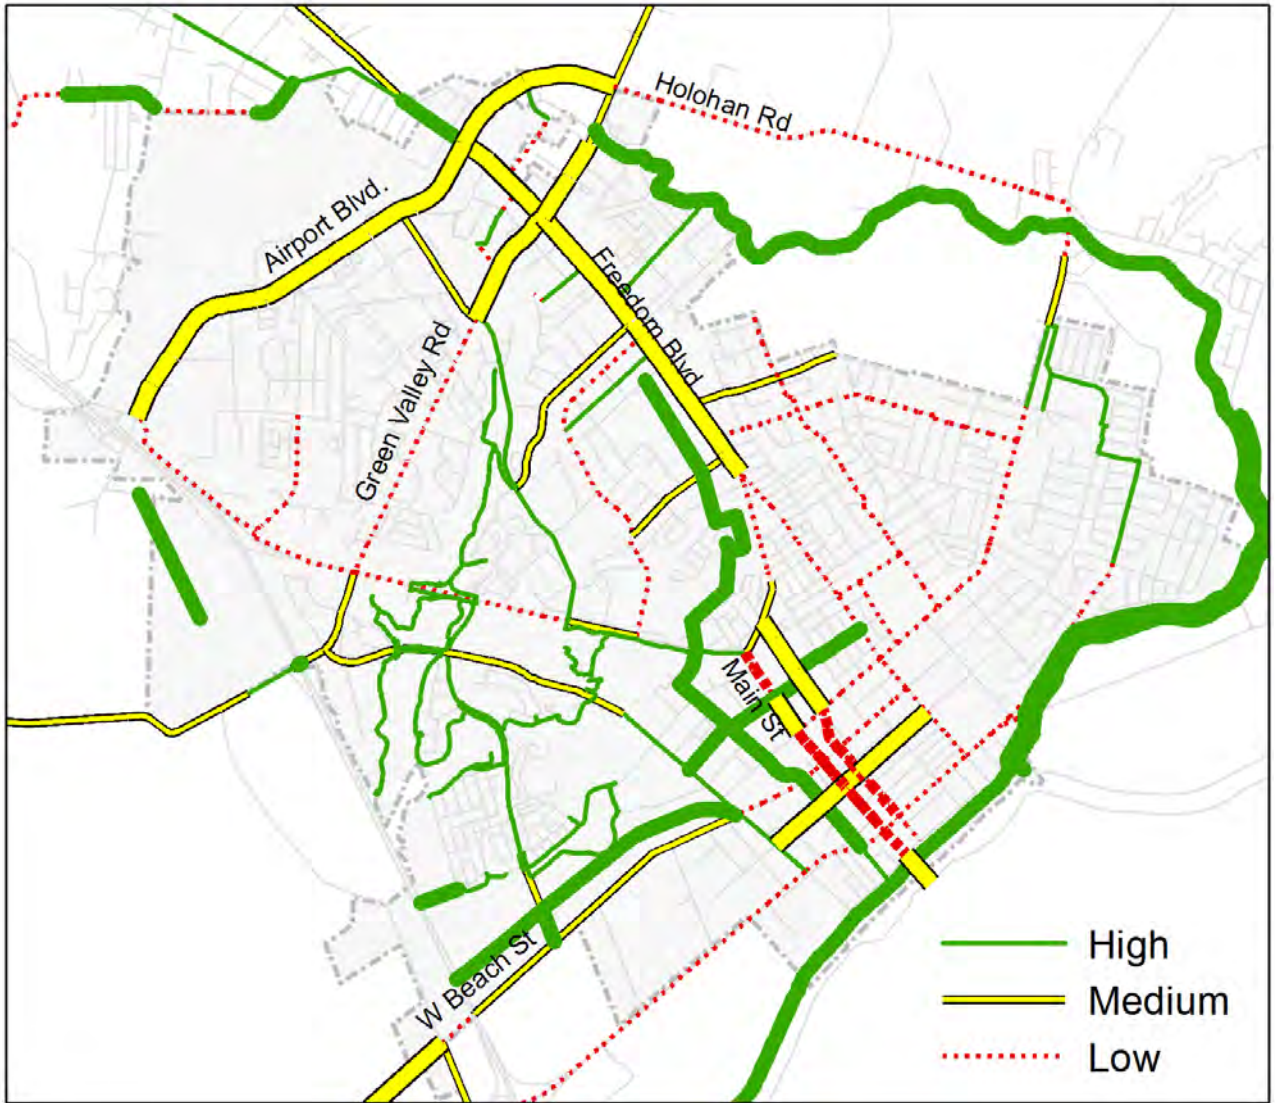 Holohan Rd
Airport Blvd.
Freedom Blvd
Green Valley Rd
Main St
W Beach St
High
Medium
Low